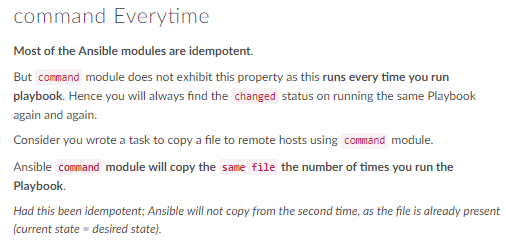 command Everytime
Most of the Ansible modules are idempotent.
But command module does not exhibit this property as this runs every time you run
playbook. Hence you will always find the changed status on running the same Playbook
again and again.
Consider you wrote a task to copy a file to remote hosts using command module.
Ansible command module will copy the same file the number of times you run the
Playbook.
Had this been idempotent; Ansible will not copy from the second time, as the file is already present
(current state = desired state).